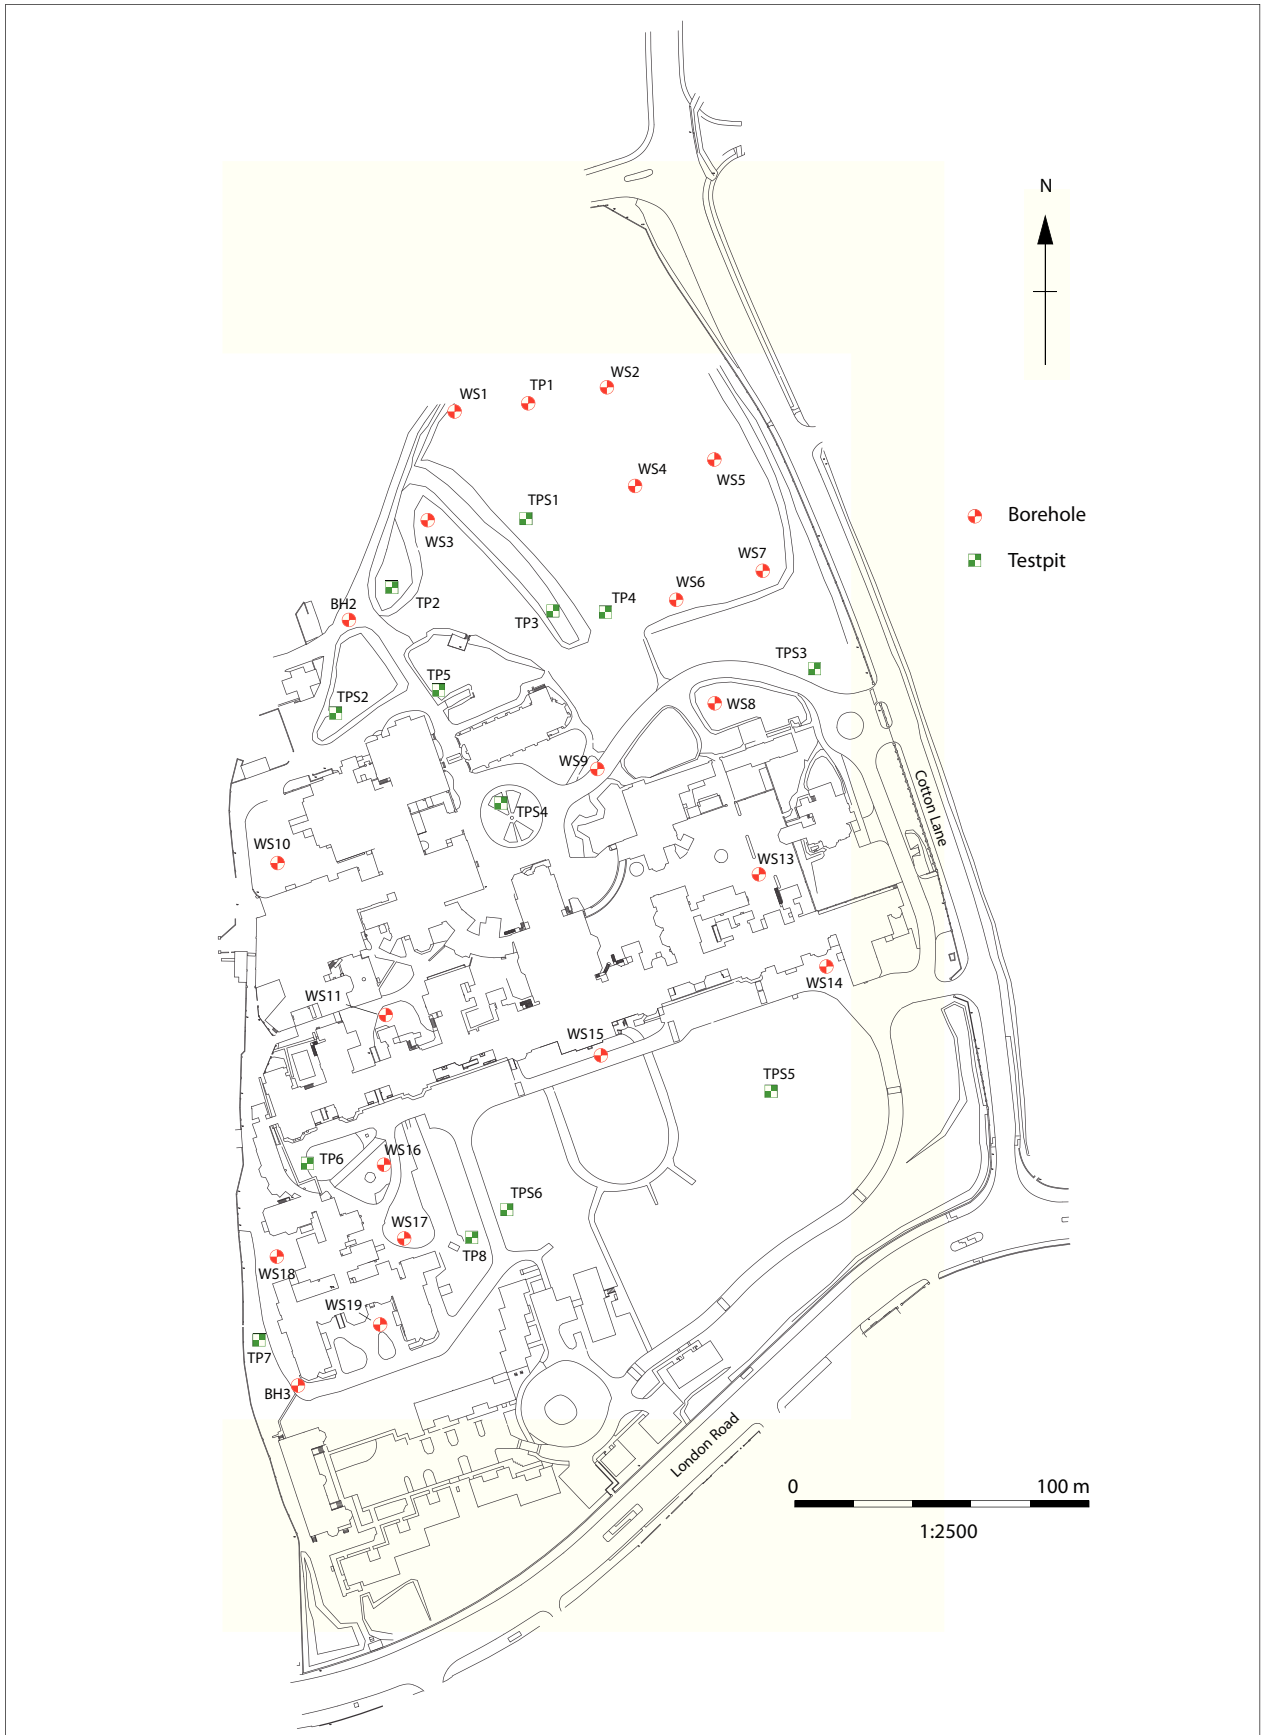 N
WS2
TP1
WS1
WS4
WS5
TPS1
Borehole
WS3
Testpit
WS7
WS6
TP2
TP4
BH2
TP3
TPS3
TP5
TPS2
WS8
WS9
TPS4
Cotton Lane
WS10
WS13
WS14
WS11
WS15
TPS5
WS16
TP6
TPS6
WS17
TP8
WS18
WS19
TP7
BH3
London Road
0 100 m
1:2500